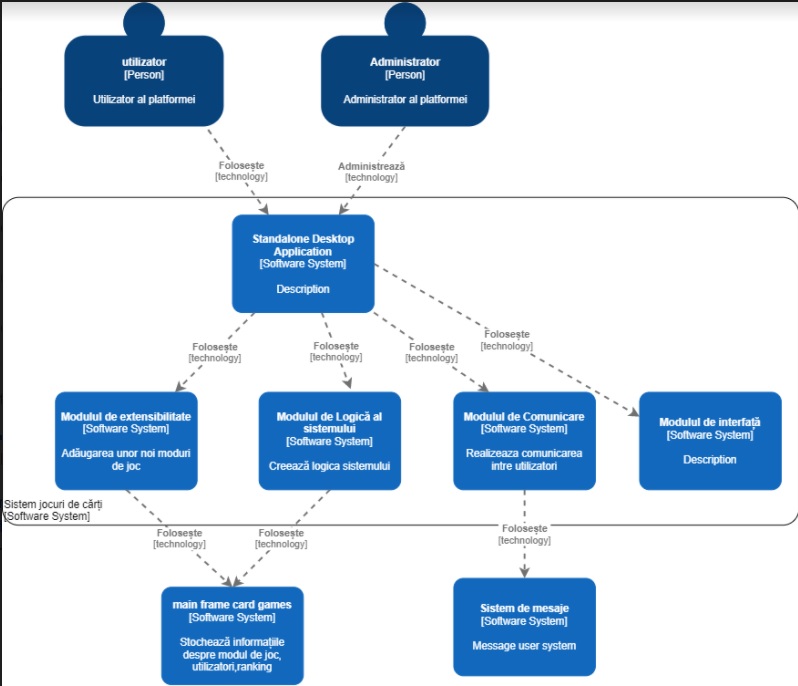 utilizator
[Person]
Utilizator al platformei
Administrator
[Person]
Administrator al platformei
Folosește
[technology]
Administrează
[technology]
Standalone Desktop
Application
[Software System]
Description
Folosește
[technology]
Folosește
[technology]
Folosește
[technology]
Folosește
[technology]
Modulul de extensibilitate
[Software System]
Adăugarea unor noi moduri
de joc
Modulul de Logică al
sistemului
[Software System]
Creează logica sistemului
Modulul de Comunicare
[Software System]
Realizeaza comunicarea
intre utilizatori
Modulul de interfață
[Software System]
Description
Sistem jocuri de cărți
[Software System]
Folosește
[technology]
Folosește
[technology]
Folosește
[technology]
main frame card games
[Software System]
Stochează informațiile
despre modul de joc,
utilizatori,ranking
Sistem de mesaje
[Software System]
Message user system